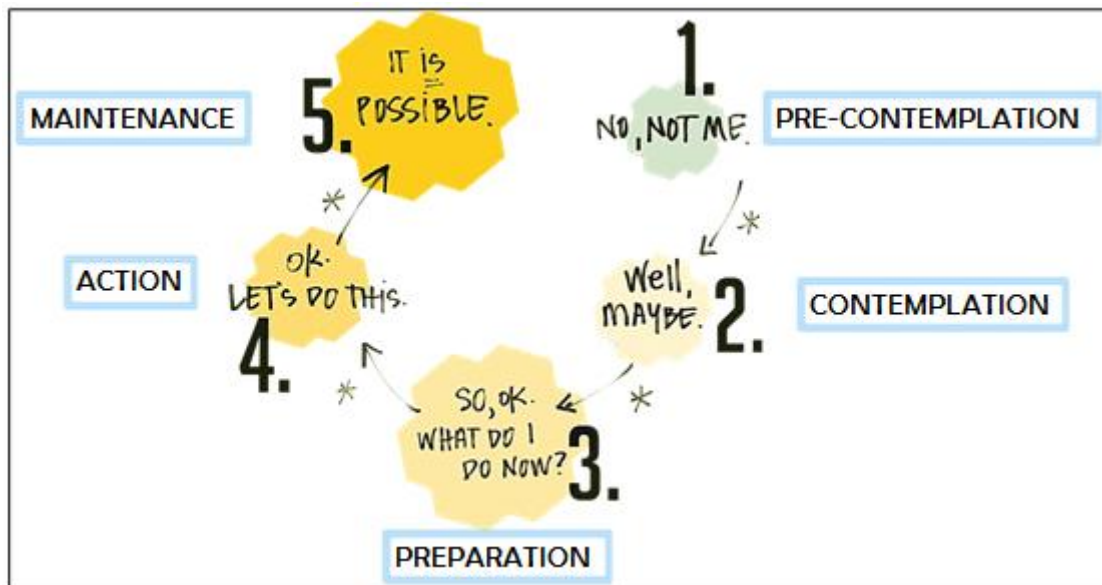 1.
NO, NOT ME.
PRE-CONTEMPLATION
*
Well,
MAYBE.
2.
CONTEMPLATION
*
SO, OK.
WHAT DO I
DO NOW?
3.
PREPARATION
*
OK.
LET'S DO THIS.
4.
ACTION
*
IT IS
POSSIBLE.
5.
MAINTENANCE